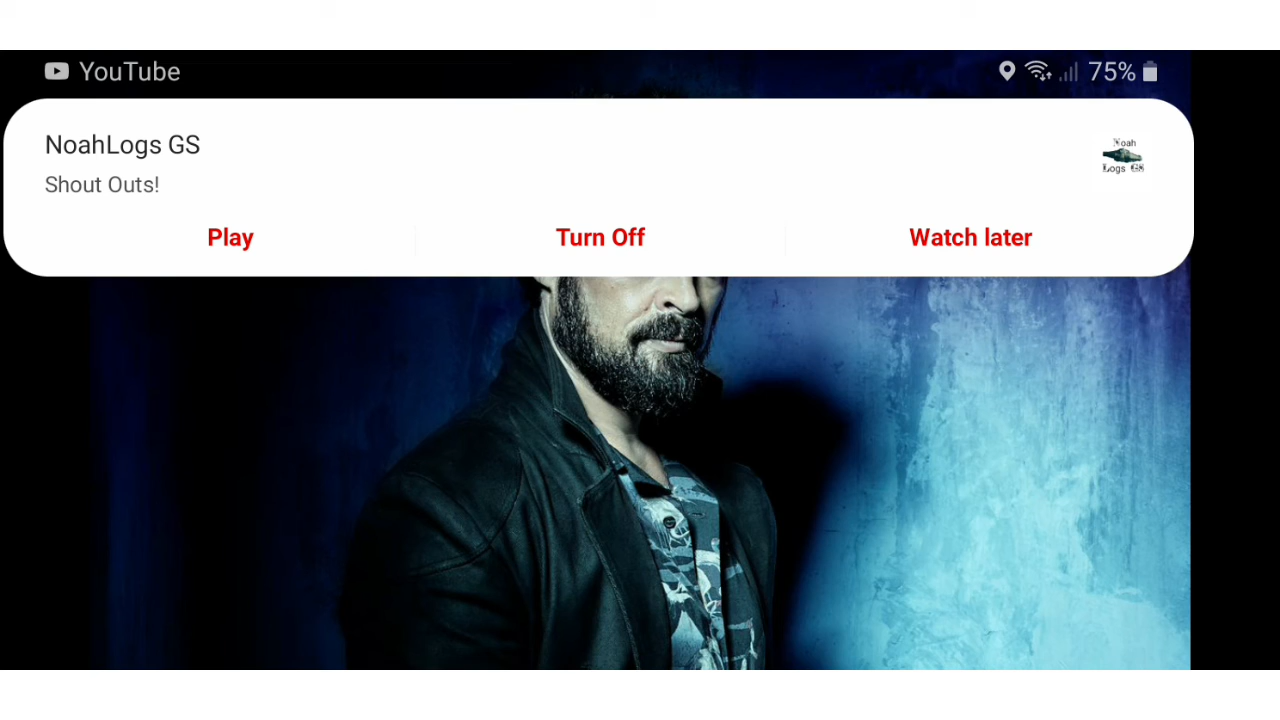 YouTube
75%
NoahLogs GS
Shout Outs!
Noah
Logs GS
Play
Turn Off
Watch later